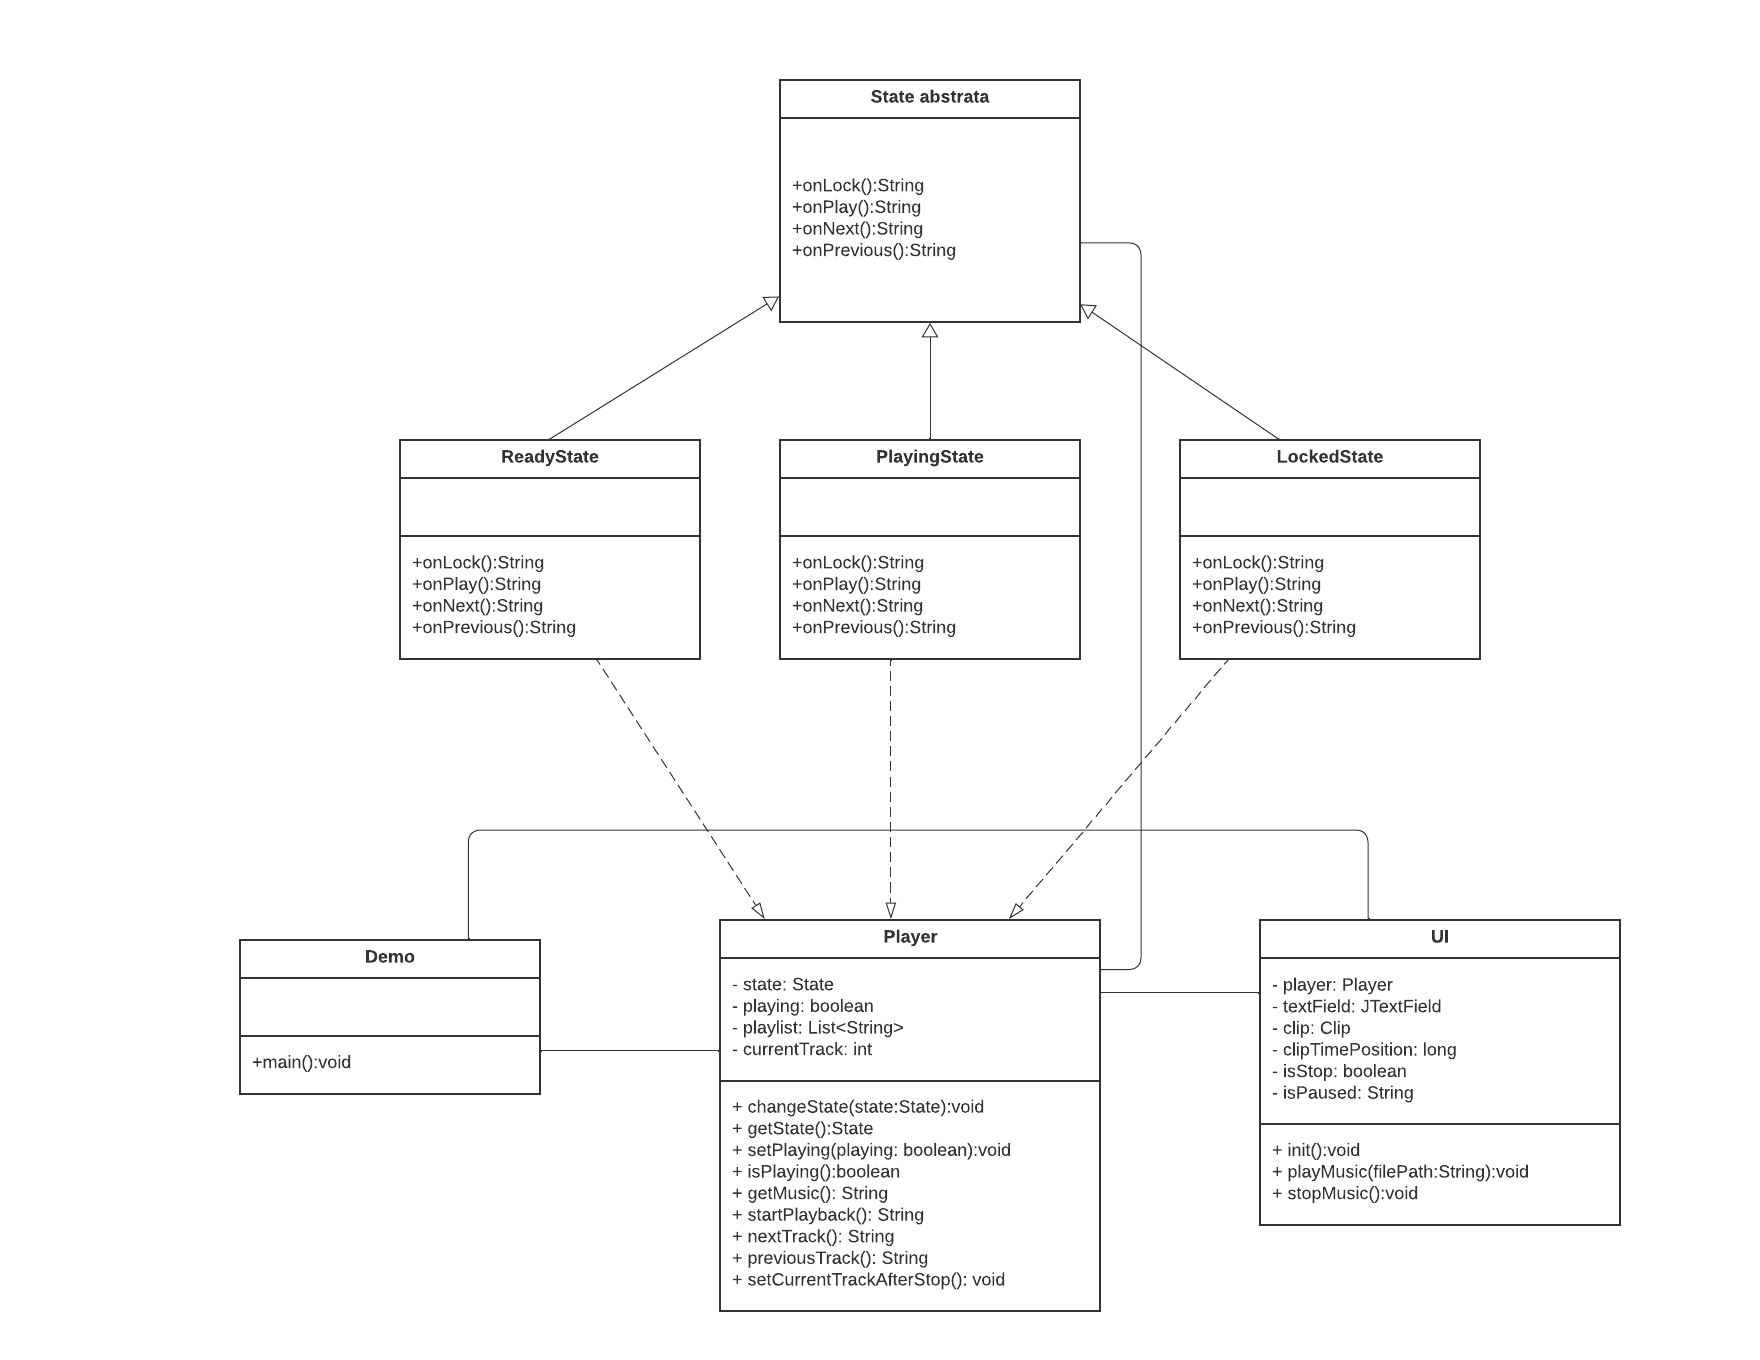 State abstrata
+onLock():String
+onPlay():String
+onNext():String
+onPrevious():String
ReadyState
+onLock():String
+onPlay():String
+onNext():String
+onPrevious():String
PlayingState
+onLock():String
+onPlay():String
+onNext():String
+onPrevious():String
LockedState
+onLock():String
+onPlay():String
+onNext():String
+onPrevious():String
Demo
+main():void
Player
- state: State
- playing: boolean
- playlist: List<String>
- currentTrack: int
+ changeState(state:State):void
+ getState():State
+ setPlaying(playing: boolean):void
+ isPlaying():boolean
+ getMusic(): String
+ startPlayback(): String
+ nextTrack(): String
+ previousTrack(): String
+ setCurrentTrackAfterStop(): void
UI
- player: Player
- textField: JTextField
- clip: Clip
- clipTimePosition: long
- isStop: boolean
- isPaused: String
+ init():void
+ playMusic(filePath:String):void
+ stopMusic():void